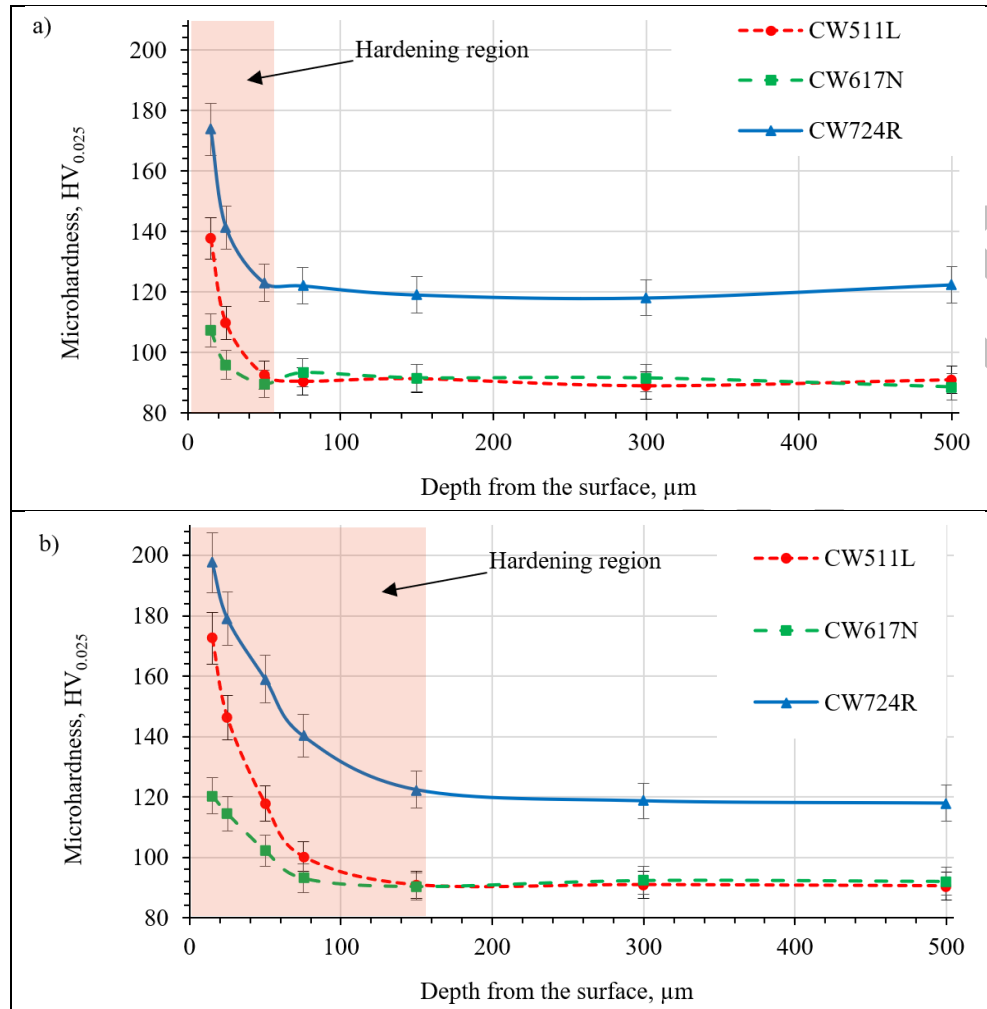 a)
200
180
160
140
120
100
80
Microhardness, HV0.025
Hardening region
CW511L
CW617N
CW724R
0 100 200 300 400 500
Depth from the surface, µm
b)
200
180
160
140
120
100
80
Microhardness, HV0.025
Hardening region
CW511L
CW617N
CW724R
0 100 200 300 400 500
Depth from the surface, µm